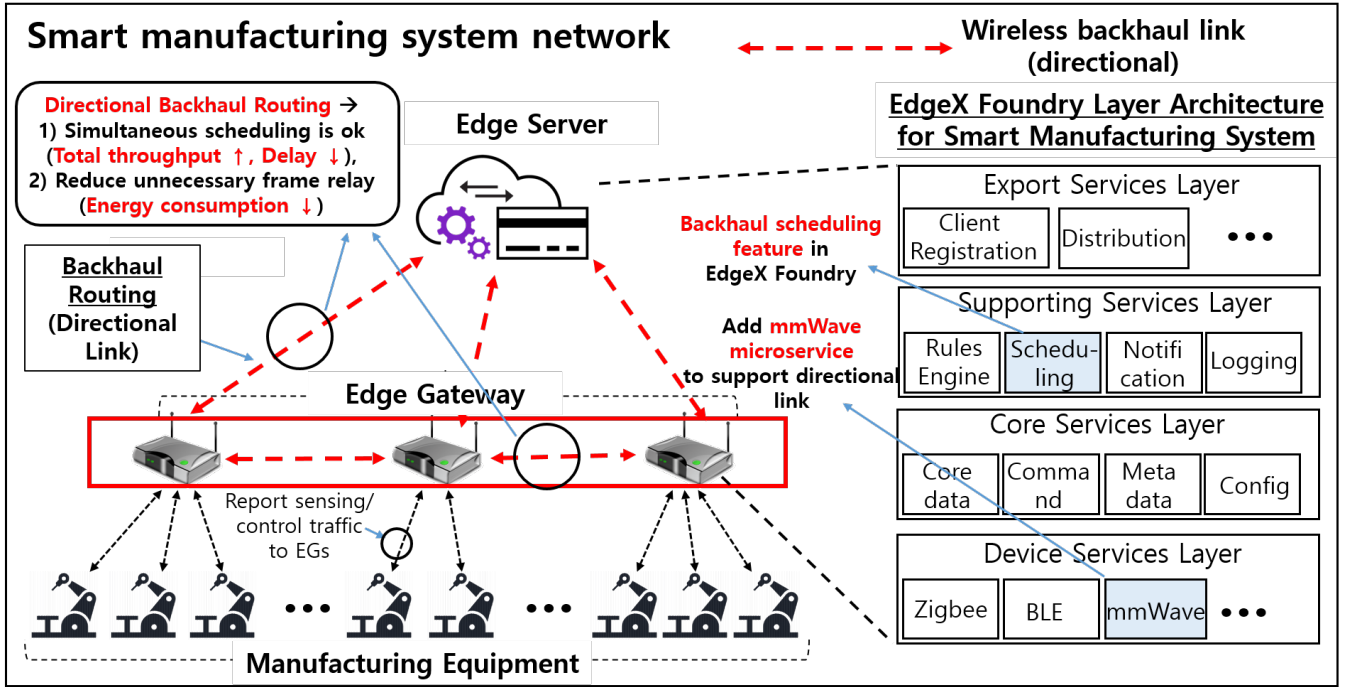 Smart manufacturing system network
Wireless backhaul link
(directional)
Directional Backhaul Routing →
1) Simultaneous scheduling is ok
(Total throughput ↑, Delay ↓),
2) Reduce unnecessary frame relay
(Energy consumption ↓)
Edge Server
EdgeX Foundry Layer Architecture
for Smart Manufacturing System
Backhaul
Routing
(Directional
Link)
Backhaul scheduling
feature in
EdgeX Foundry
Add mmWave
microservice
to support directional
link
Edge Gateway
Report sensing/
control traffic
to EGs
Manufacturing Equipment
Export Services Layer
Client
Registration
Distribution
Supporting Services Layer
Rules
Engine
Schedu-
ling
Notifi
cation
Logging
Core Services Layer
Core
data
Comma
nd
Meta
data
Config
Device Services Layer
Zigbee
BLE
mmWave